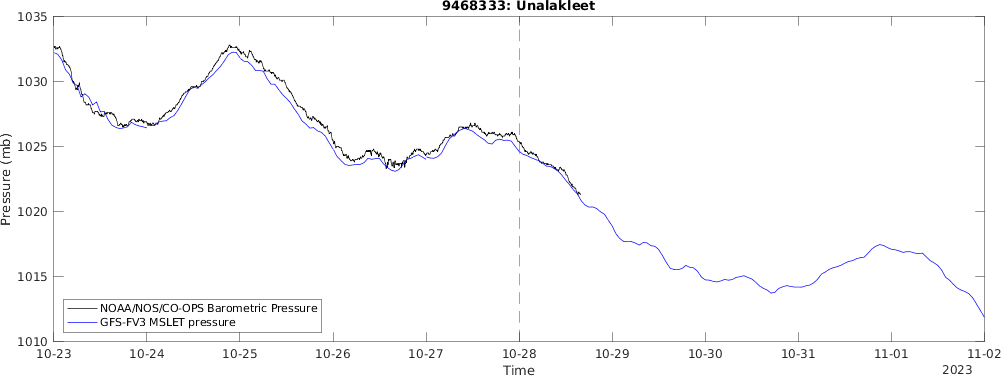 9468333: Unalakleet
1035
1030
1025
1020
1015
1010
Pressure (mb)
NOAA/NOS/CO-OPS Barometric Pressure
GFS-FV3 MSLET pressure
10-23 10-24 10-25 10-26 10-27 10-28 10-29 10-30 10-31 11-01 11-02
Time
2023